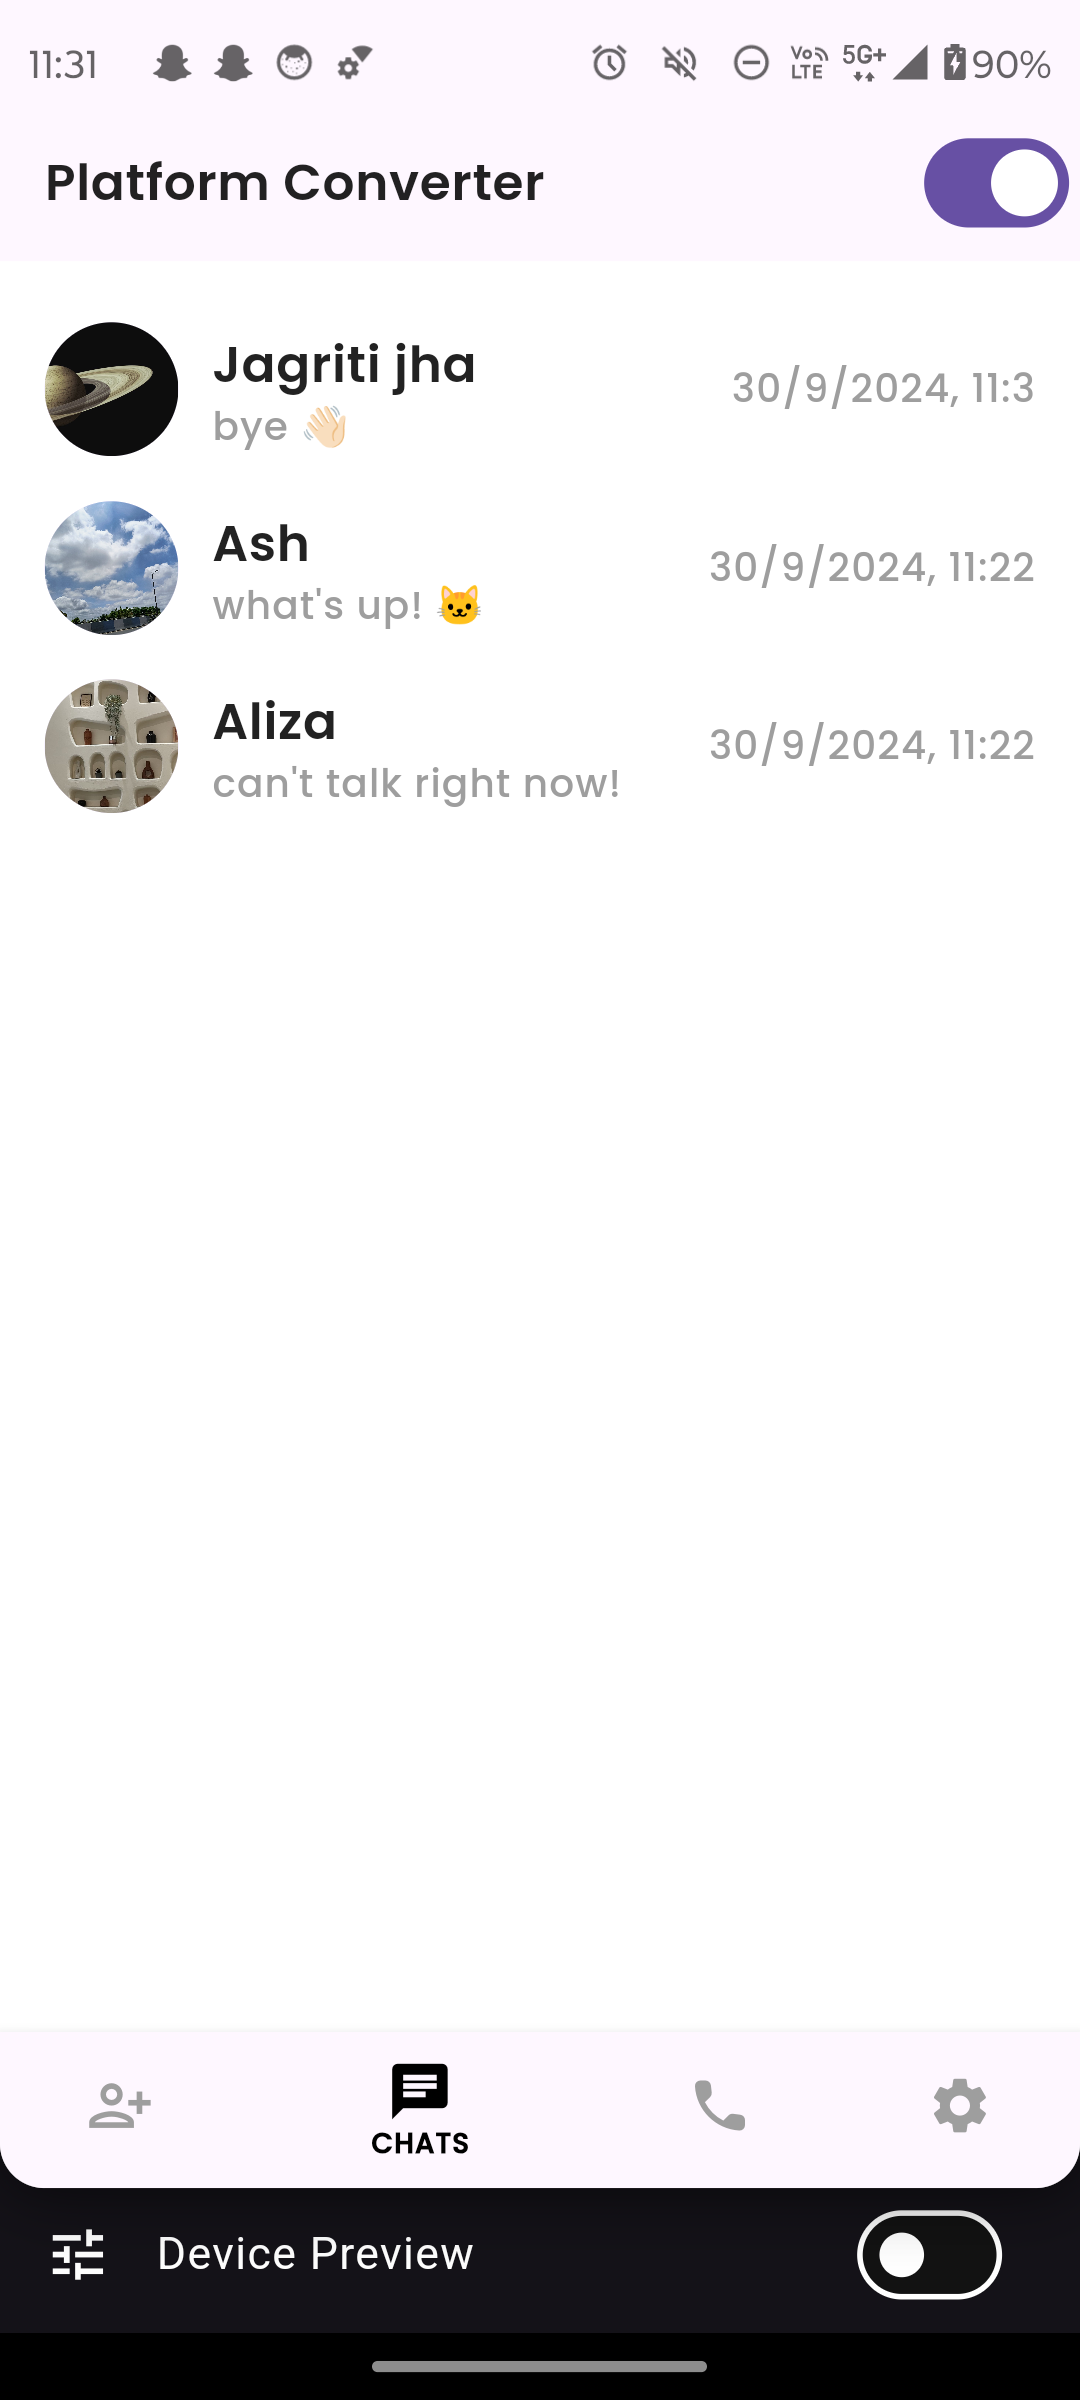 11:31
Vo LTE 5G+ 90%
Platform Converter
Jagriti jha
bye 👋🏻
30/9/2024, 11:3
Ash
what's up! 🐱
30/9/2024, 11:22
Aliza
can't talk right now!
30/9/2024, 11:22
CHATS
Device Preview